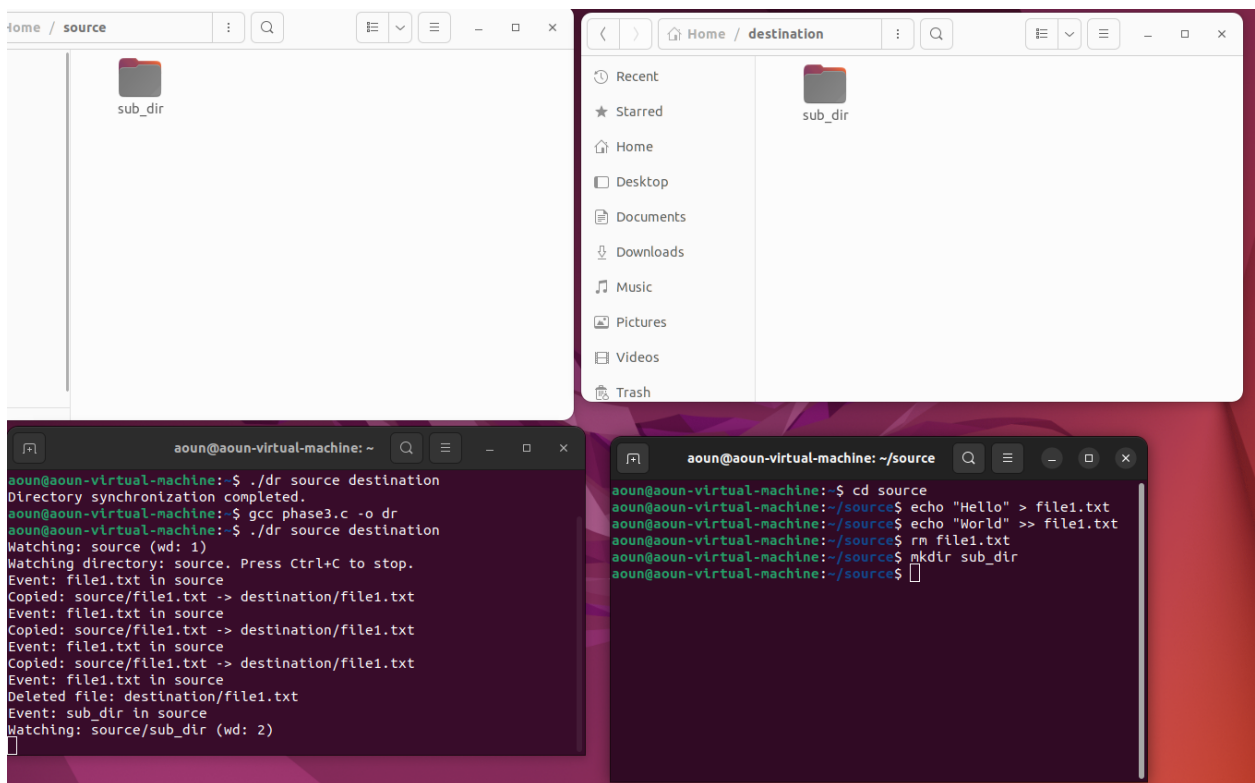 Home / source
sub_dir
Home / destination
Recent
Starred
Home
Desktop
Documents
Downloads
Music
Pictures
Videos
Trash
sub_dir
aoun@aoun-virtual-machine: ~
aoun@aoun-virtual-machine:~$ ./dr source destination
Directory synchronization completed.
aoun@aoun-virtual-machine:~$ gcc phase3.c -o dr
aoun@aoun-virtual-machine:~$ ./dr source destination
Watching: source (wd: 1)
Watching directory: source. Press Ctrl+C to stop.
Event: file1.txt in source
Copied: source/file1.txt -> destination/file1.txt
Event: file1.txt in source
Copied: source/file1.txt -> destination/file1.txt
Event: file1.txt in source
Copied: source/file1.txt -> destination/file1.txt
Event: file1.txt in source
Deleted file: destination/file1.txt
Event: sub_dir in source
Watching: source/sub_dir (wd: 2)
aoun@aoun-virtual-machine: ~/source
aoun@aoun-virtual-machine:~$ cd source
aoun@aoun-virtual-machine:~/source$ echo "Hello" > file1.txt
aoun@aoun-virtual-machine:~/source$ echo "World" >> file1.txt
aoun@aoun-virtual-machine:~/source$ rm file1.txt
aoun@aoun-virtual-machine:~/source$ mkdir sub_dir
aoun@aoun-virtual-machine:~/source$